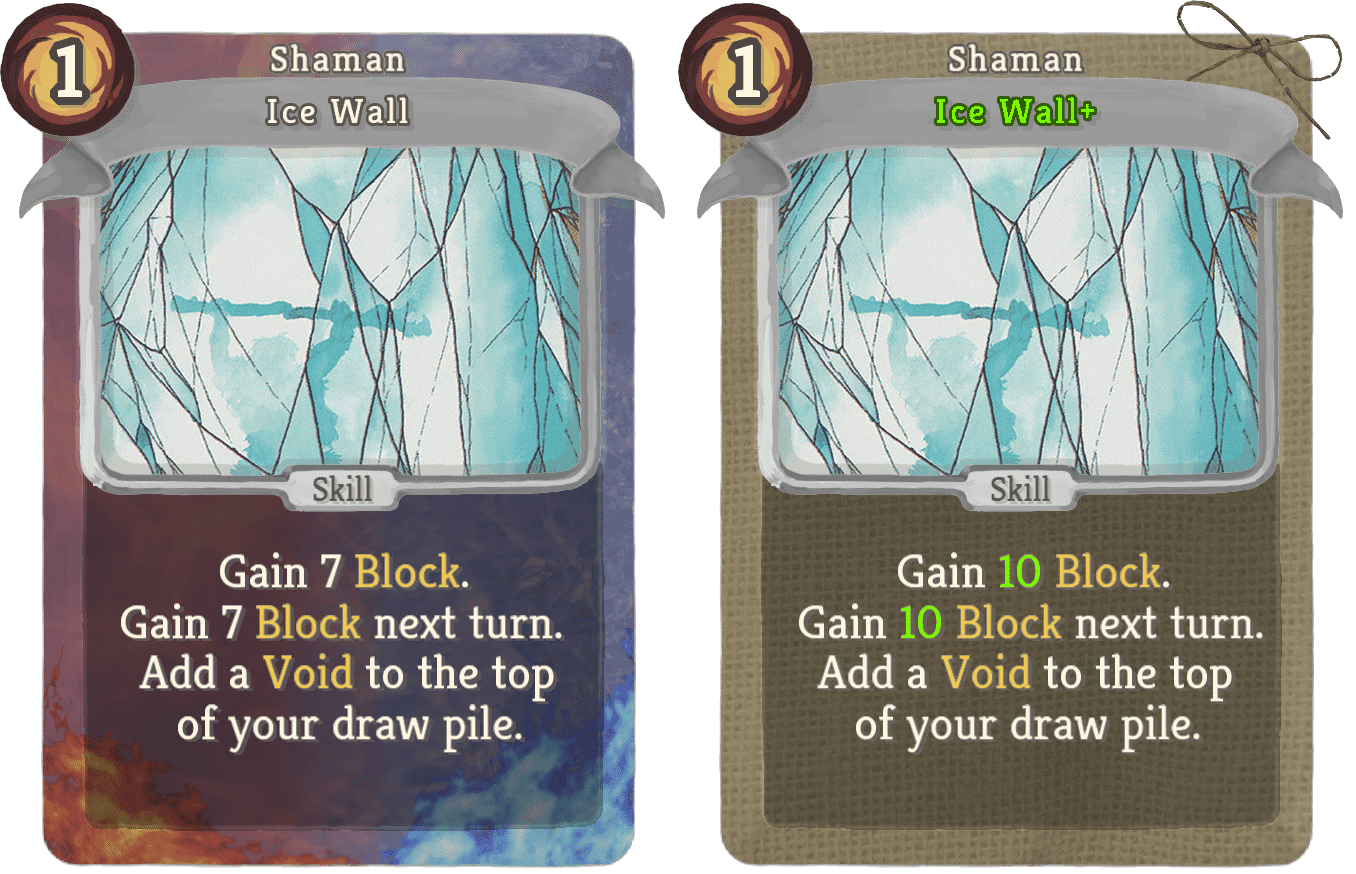 1
Shaman
Ice Wall
Skill
Gain 7 Block.
Gain 7 Block next turn.
Add a Void to the top
of your draw pile.
1
Shaman
Ice Wall+
Skill
Gain 10 Block.
Gain 10 Block next turn.
Add a Void to the top
of your draw pile.